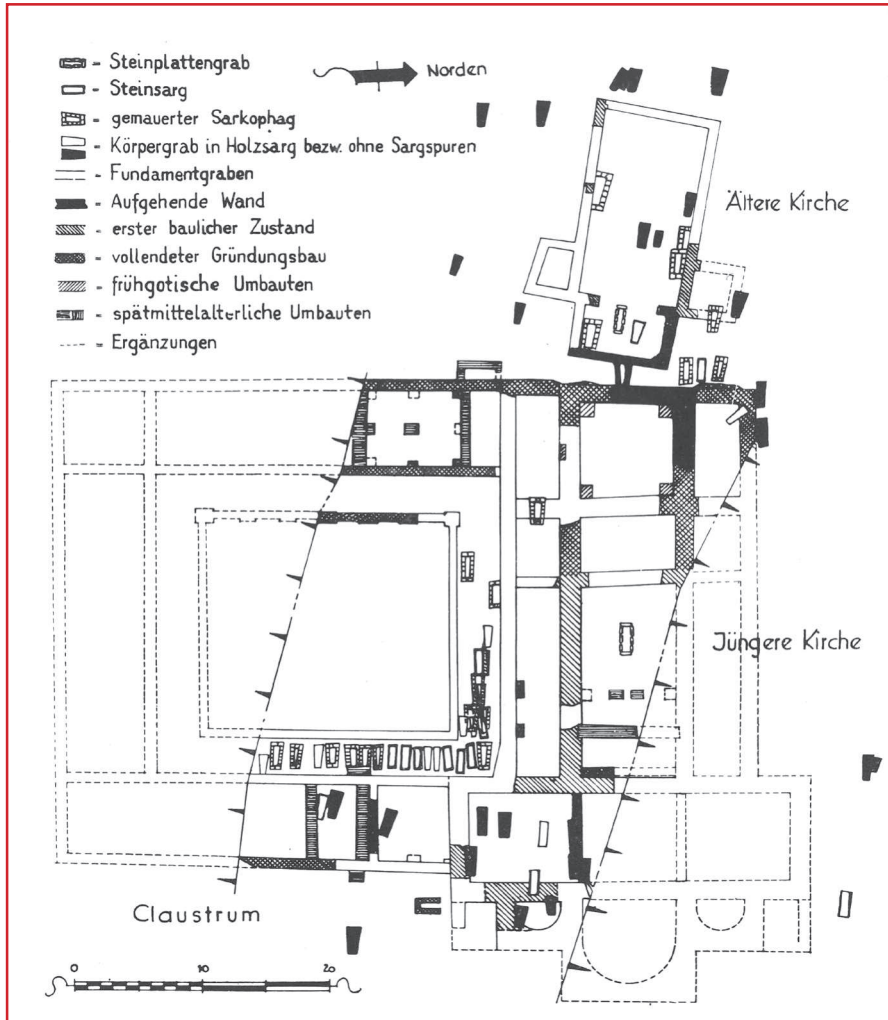 - Steinplattengrab
- Steinsarg
- gemauerter Sarkophag
- Körpergrab in Holzsarg bezw. ohne Sargspuren
- Fundamentgraben
- Aufgehende Wand
- erster baulicher Zustand
- vollendeter Gründungsbau
- frühgotische Umbauten
- spätmittelalterliche Umbauten
- Ergänzungen
Norden
Ältere Kirche
Jüngere Kirche
Claustrum
0 10 20